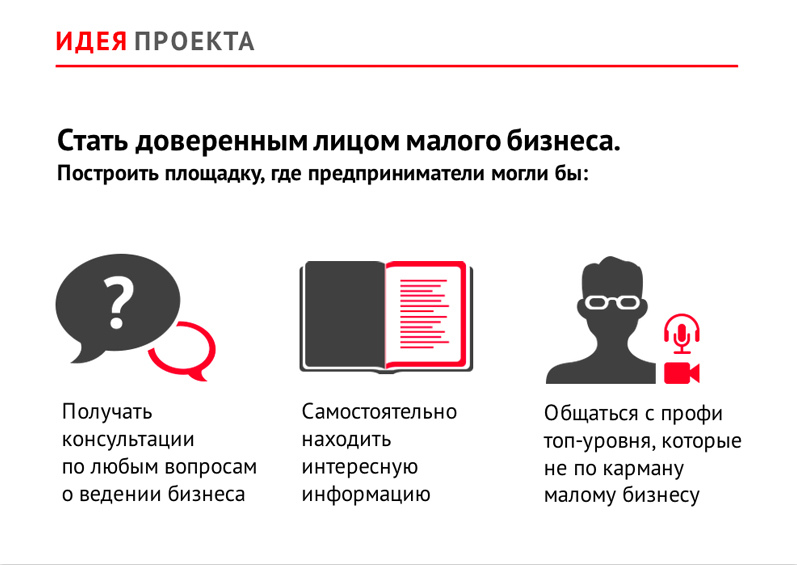 ИДЕЯ ПРОЕКТА
Стать доверенным лицом малого бизнеса.
Построить площадку, где предприниматели могли бы:
?
Получать
консультации
по любым вопросам
о ведении бизнеса
Самостоятельно
находить
интересную
информацию
Общаться с профи
топ-уровня, которые
не по карману
малому бизнесу